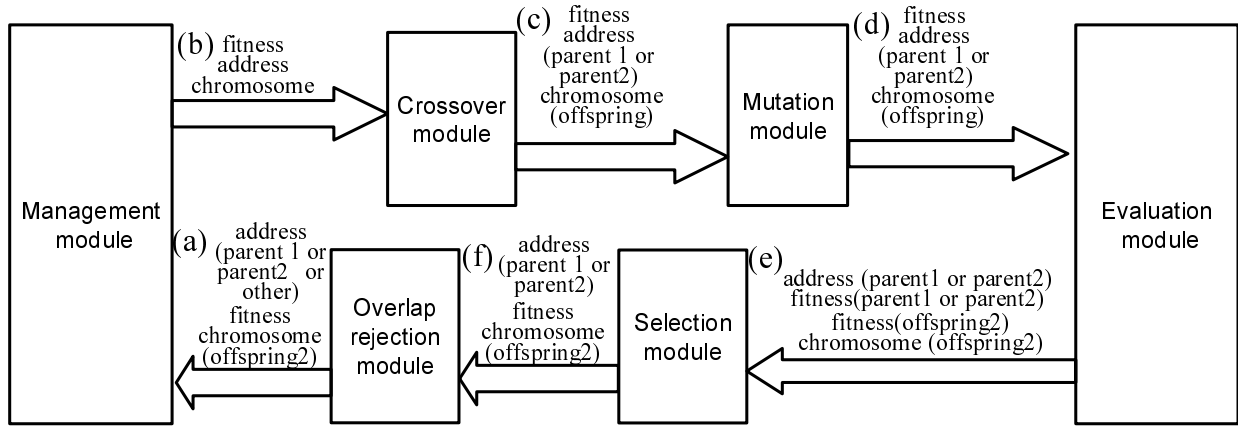 (b)
fitness
address
chromosome
(c)
fitness
address
(parent 1 or
parent2)
chromosome
(offspring)
(d)
fitness
address
(parent 1 or
parent2)
chromosome
(offspring)
Crossover
module
Mutation
module
Management
module
Evaluation
module
(a)
address
(parent 1 or
parent2 or
other)
fitness
chromosome
(offspring2)
Overlap
rejection
module
(f)
address
(parent 1 or
parent2)
fitness
chromosome
(offspring2)
Selection
module
(e)
address (parent1 or parent2)
fitness(parent1 or parent2)
fitness(offspring2)
chromosome (offspring2)